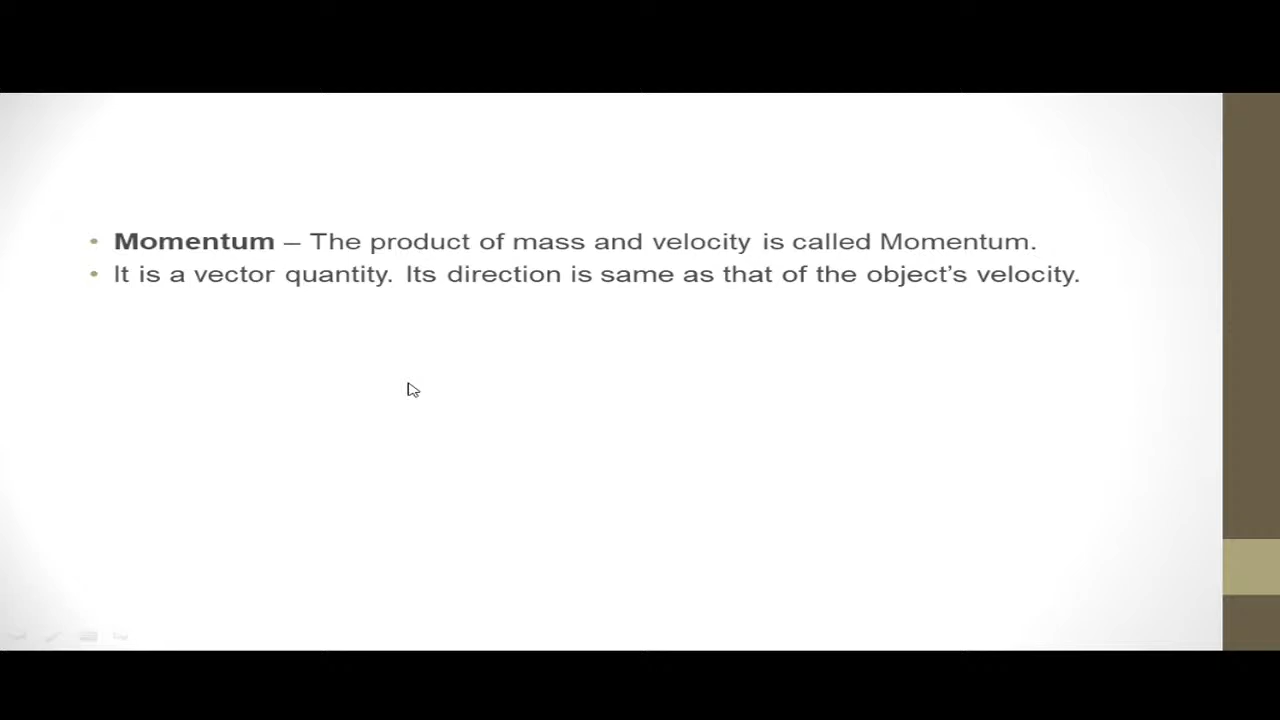 • Momentum – The product of mass and velocity is called Momentum.
• It is a vector quantity. Its direction is same as that of the object’s velocity.